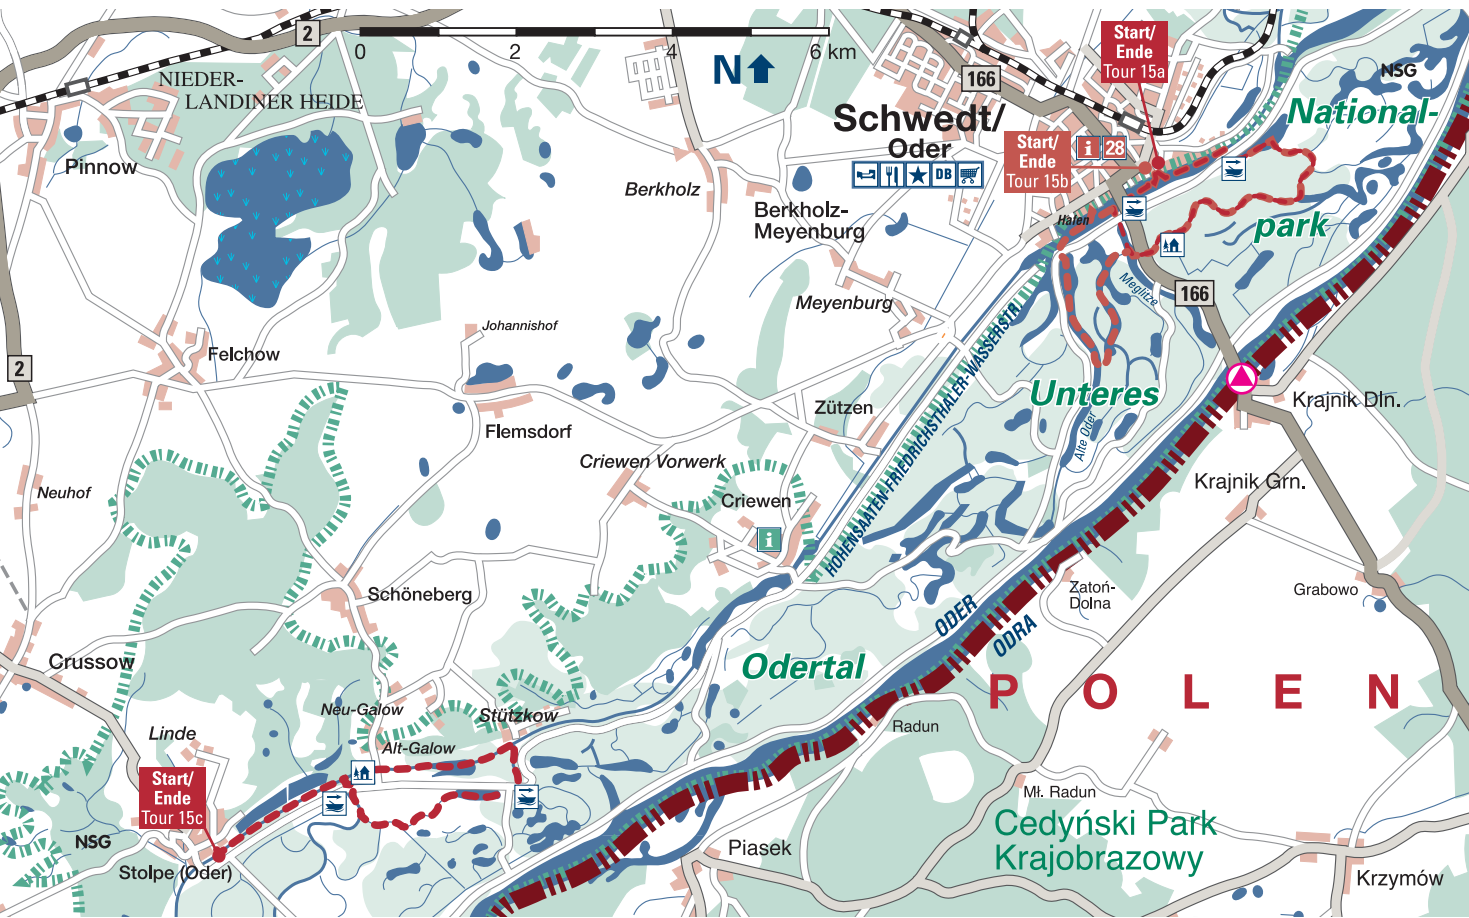 2
0
2
4
6 km
N
NIEDER-
LANDINER HEIDE
Pinnow
Berkholz
Berkholz-
Meyenburg
Meyenburg
Schwedt/
Oder
DB
166
Start/
Ende
Tour 15a
Start/
Ende
Tour 15b
i
28
NSG
National-
park
Hafen
Meglitze
166
Johannishof
Felchow
2
Flemsdorf
Zützen
Unteres
HOHENSAATEN-FRIEDRICHSTHALER-WASSERSTR.
Alte Oder
Krajnik Dln.
Krajnik Grn.
Criewen Vorwerk
Criewen
i
Neuhof
Schöneberg
Crussow
Zatoń-
Dolna
Grabowo
ODER
ODRA
Odertal
POLEN
Neu-Galow
Stützkow
Alt-Galow
Linde
Radun
Start/
Ende
Tour 15c
Mł. Radun
NSG
Stolpe (Oder)
Piasek
Cedyński Park
Krajobrazowy
Krzymów